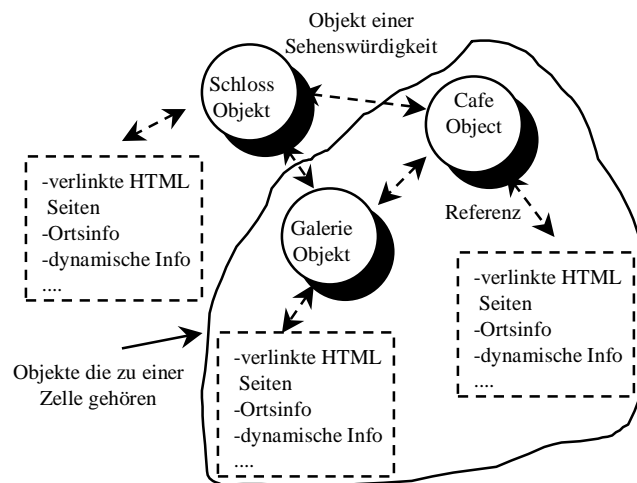 Objekt einer
Sehenswürdigkeit
Schloss
Objekt
Cafe
Object
-verlinkte HTML
Seiten
-Ortsinfo
-dynamische Info
....
Galerie
Objekt
Referenz
-verlinkte HTML
Seiten
-Ortsinfo
-dynamische Info
....
Objekte die zu einer
Zelle gehören
-verlinkte HTML
Seiten
-Ortsinfo
-dynamische Info
....